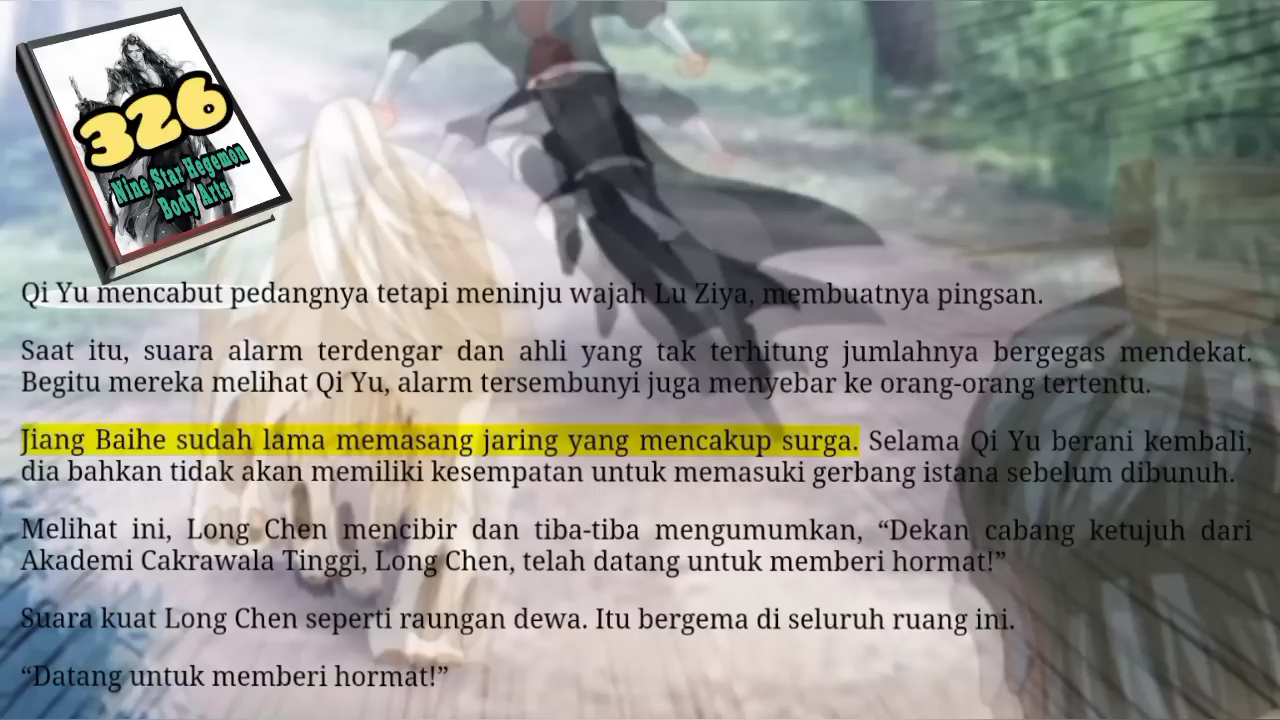 326
Nine Star Hegemon
Body Arts
Qi Yu mencabut pedangnya tetapi meninju wajah Lu Ziya, membuatnya pingsan.
Saat itu, suara alarm terdengar dan ahli yang tak terhitung jumlahnya bergegas mendekat.
Begitu mereka melihat Qi Yu, alarm tersembunyi juga menyebar ke orang-orang tertentu.
Jiang Baihe sudah lama memasang jaring yang mencakup surga. Selama Qi Yu berani kembali,
dia bahkan tidak akan memiliki kesempatan untuk memasuki gerbang istana sebelum dibunuh.
Melihat ini, Long Chen mencibir dan tiba-tiba mengumumkan, “Dekan cabang ketujuh dari
Akademi Cakrawala Tinggi, Long Chen, telah datang untuk memberi hormat!”
Suara kuat Long Chen seperti raungan dewa. Itu bergema di seluruh ruang ini.
“Datang untuk memberi hormat!”